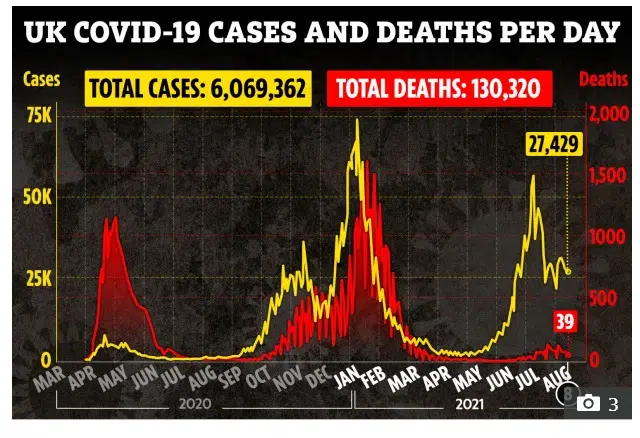 UK COVID-19 CASES AND DEATHS PER DAY
Cases
TOTAL CASES: 6,069,362
TOTAL DEATHS: 130,320
Deaths
75K
2,000
27,429
1,500
50K
1000
25K
500
39
0
0
MAR APR MAY JUN JUL AUG SEP OCT NOV DEC JAN FEB MAR APR MAY JUN JUL AUG
8
2020
2021
3